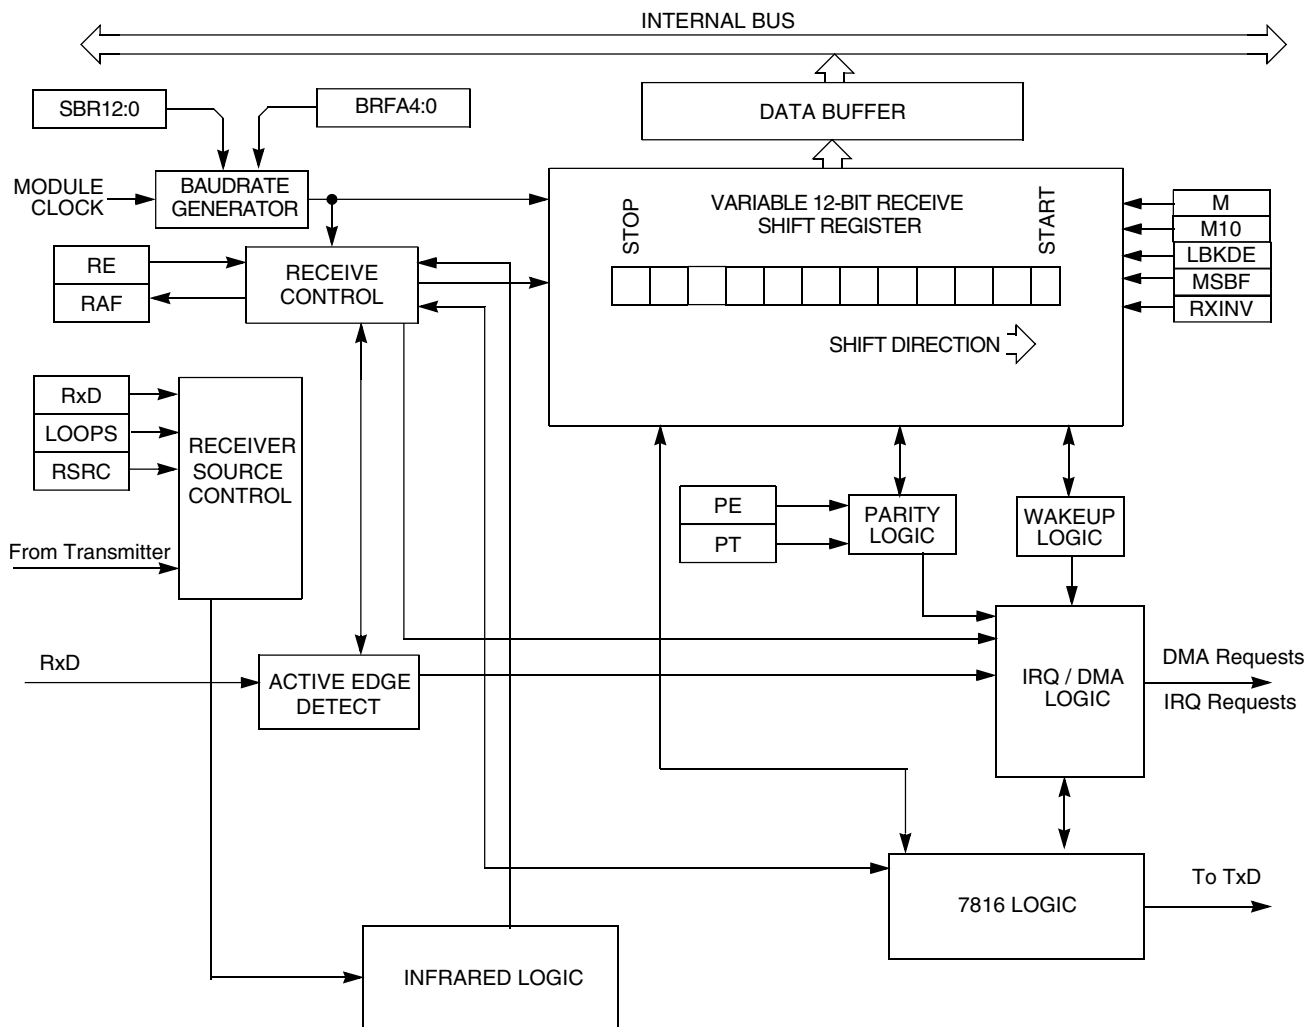 INTERNAL BUS
SBR12:0
BRFA4:0
DATA BUFFER
MODULE
CLOCK
BAUDRATE
GENERATOR
VARIABLE 12-BIT RECEIVE
SHIFT REGISTER
STOP
START
M
M10
LBKDE
MSBF
RXINV
RE
RAF
RECEIVE
CONTROL
SHIFT DIRECTION
RxD
LOOPS
RSRC
RECEIVER
SOURCE
CONTROL
From Transmitter
PE
PT
PARITY
LOGIC
WAKEUP
LOGIC
RxD
ACTIVE EDGE
DETECT
IRQ / DMA
LOGIC
DMA Requests
IRQ Requests
7816 LOGIC
To TxD
INFRARED LOGIC